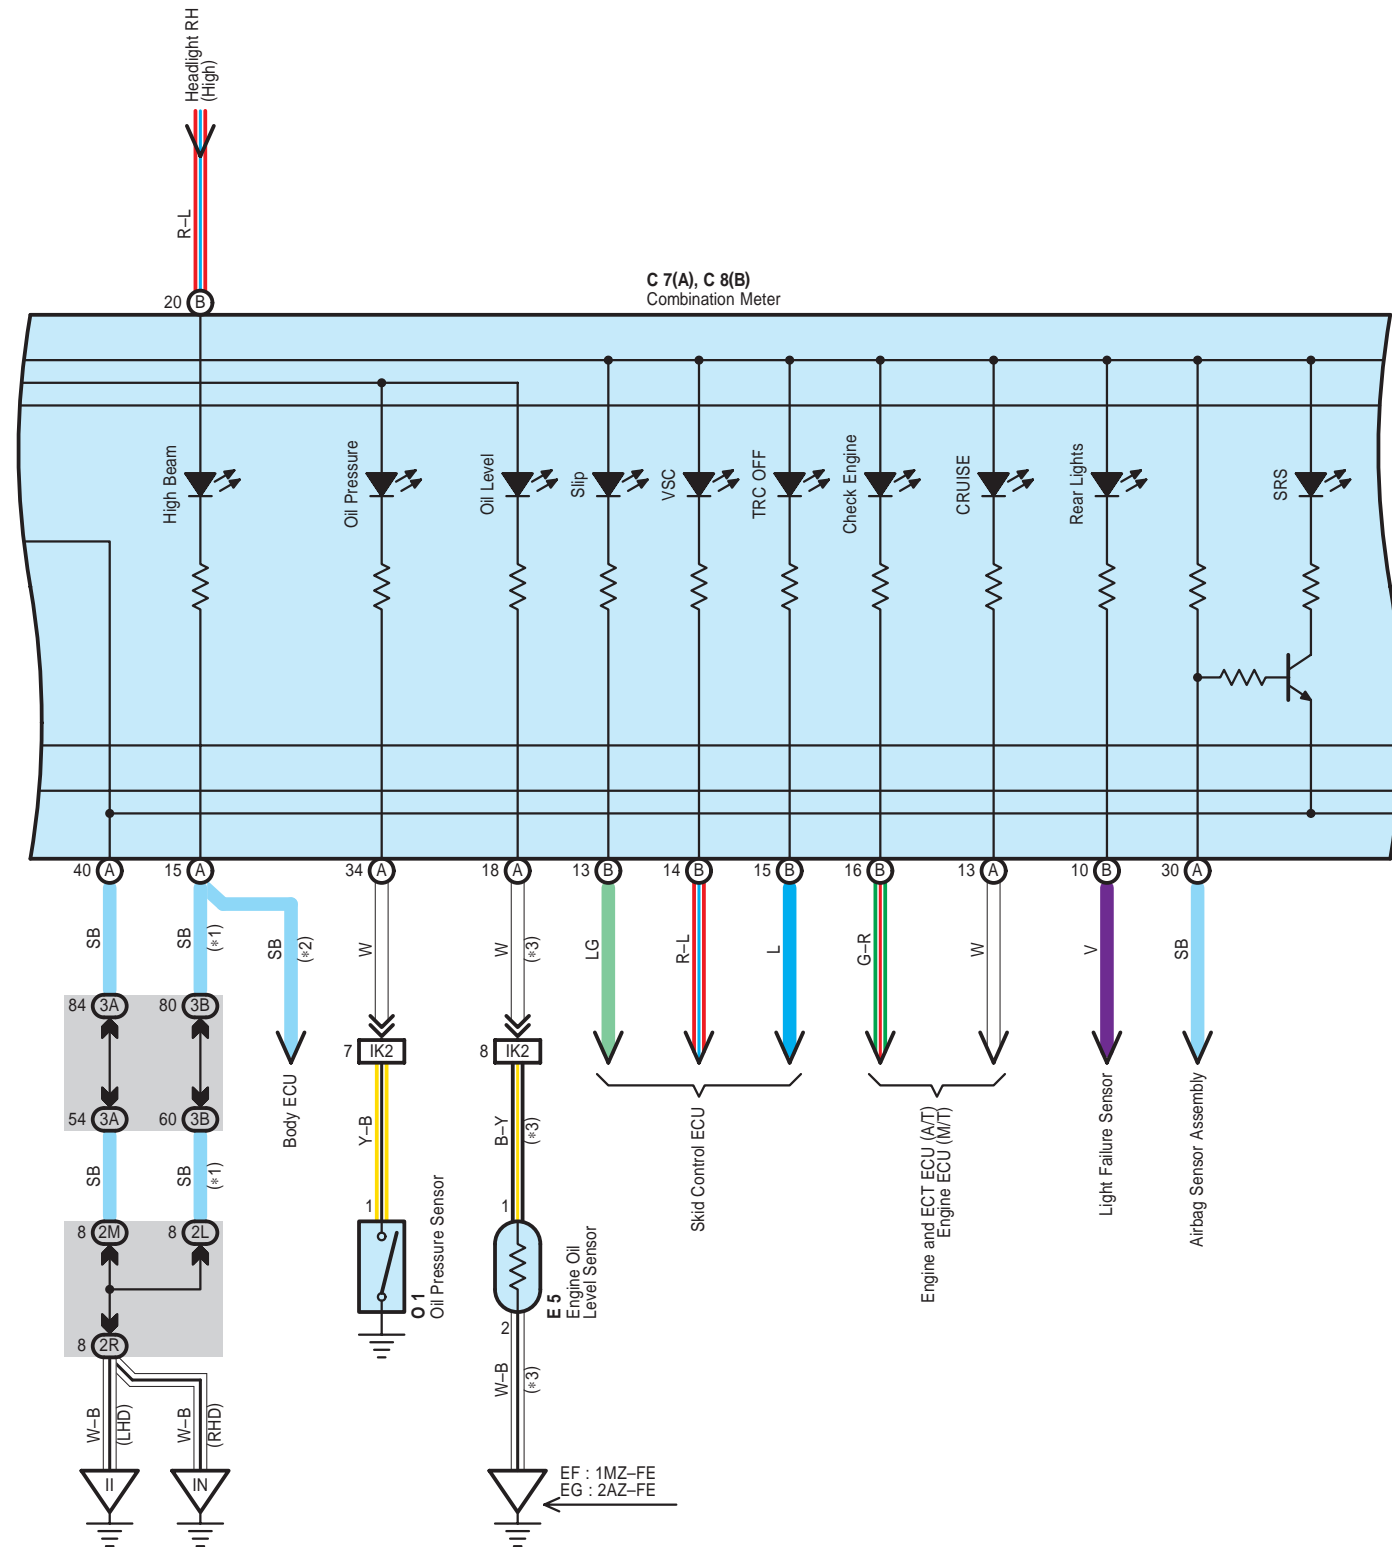 Headlight RH
(High)
R–L
C 7(A), C 8(B)
Combination Meter
20 B
High Beam
Oil Pressure
Oil Level
Slip
VSC
TRC OFF
Check Engine
CRUISE
Rear Lights
SRS
40 A
15 A
34 A
18 A
13 B
14 B
15 B
16 B
13 A
10 B
30 A
SB
SB
(*1)
SB
(*2)
W
W
(*3)
LG
R–L
L
G–R
W
V
SB
84 3A
80 3B
7 IK2
8 IK2
54 3A
60 3B
Body ECU
Y–B
B–Y
(*3)
Skid Control ECU
Engine and ECT ECU (A/T)
Engine ECU (M/T)
Light Failure Sensor
Airbag Sensor Assembly
SB
SB
(*1)
1
1
8 2M
8 2L
O 1
Oil Pressure Sensor
E 5
Engine Oil
Level Sensor
2
8 2R
W–B
(LHD)
W–B
(RHD)
W–B
(*3)
II
IN
EF : 1MZ–FE
EG : 2AZ–FE